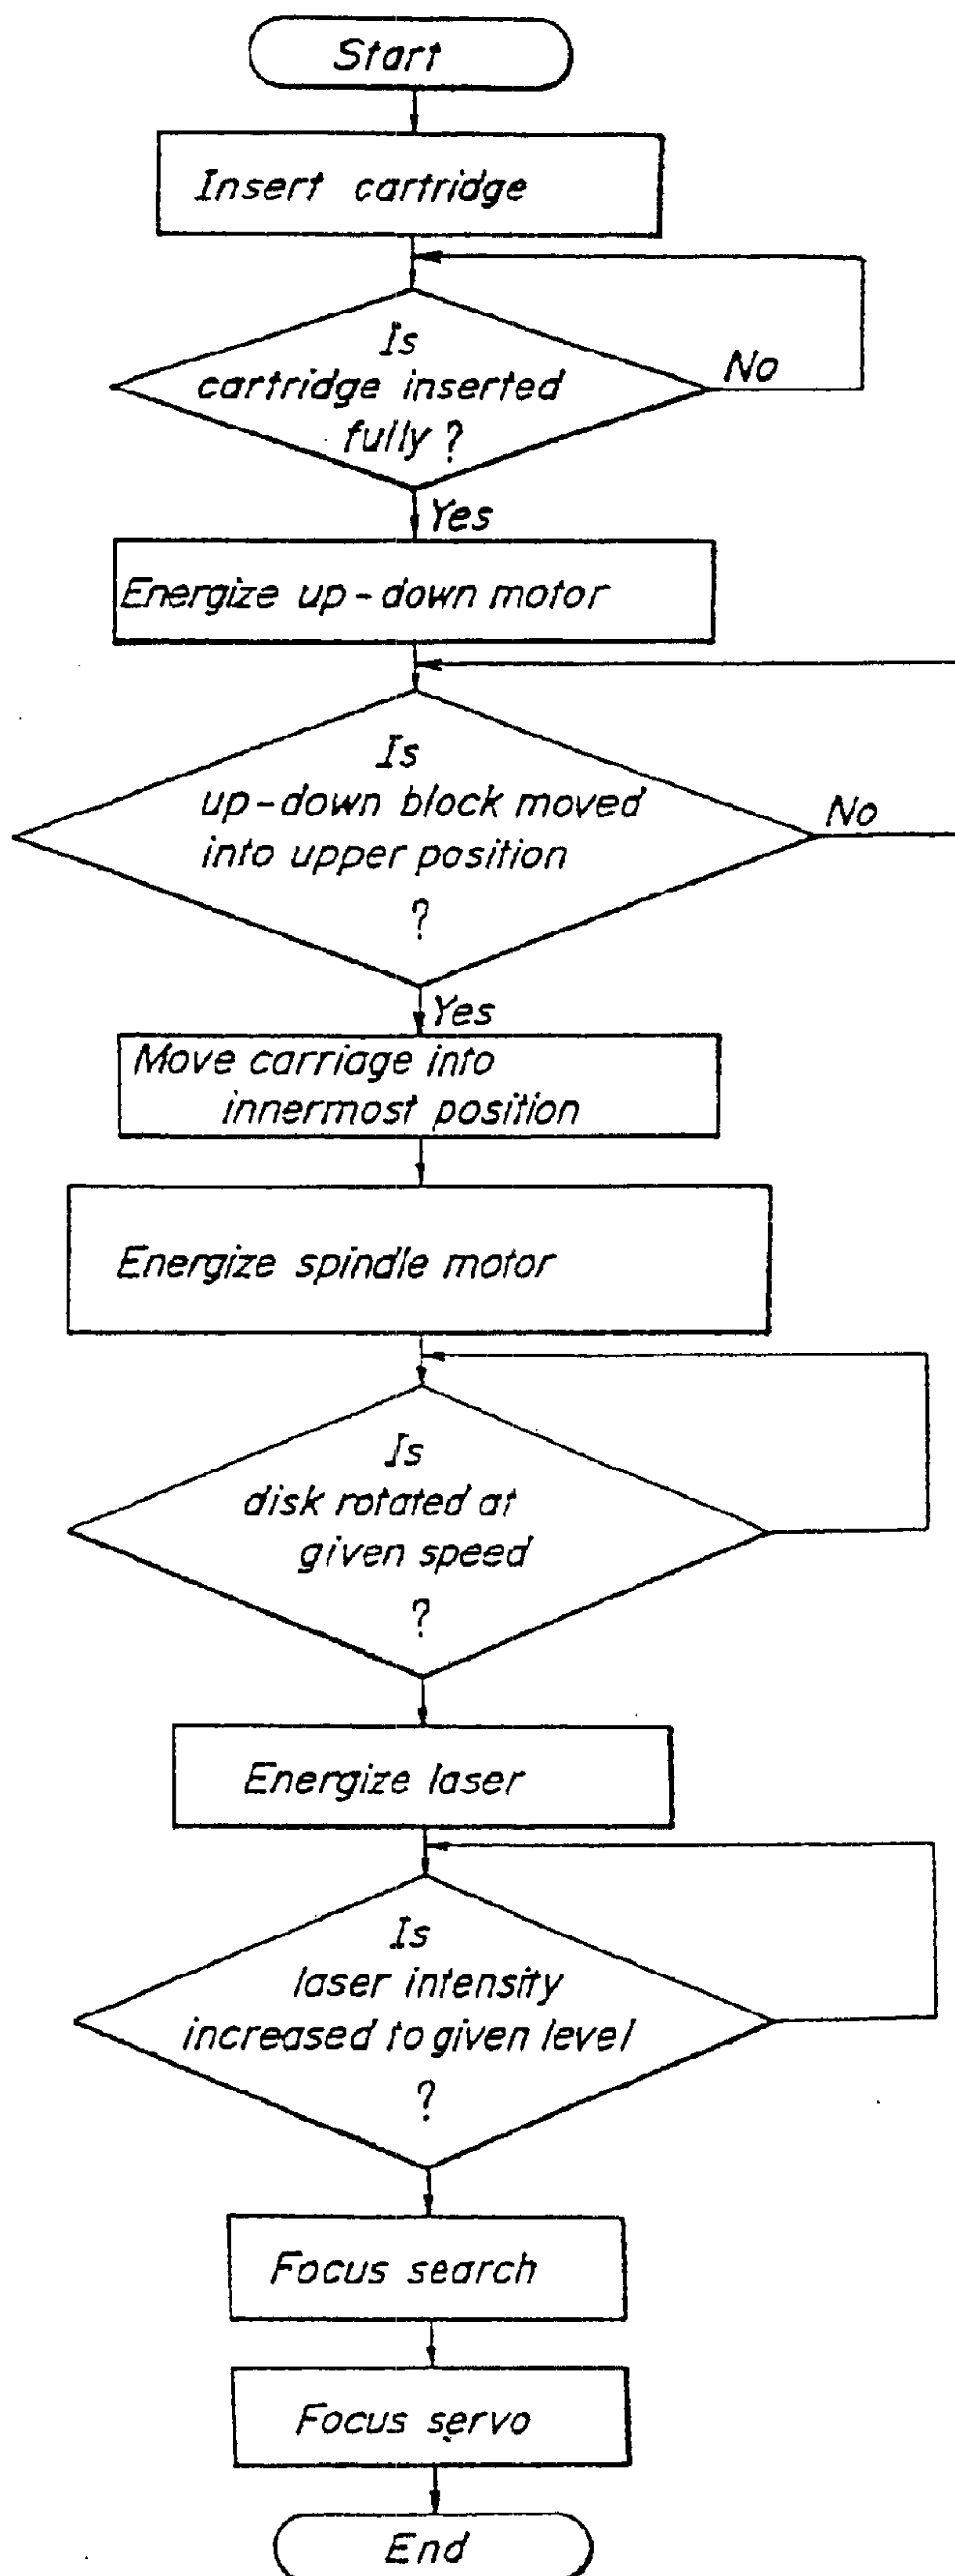 Start
Insert cartridge
Is
cartridge inserted
fully ?
No
Yes
Energize up-down motor
Is
up-down block moved
into upper position
?
No
Yes
Move carriage into
innermost position
Energize spindle motor
Is
disk rotated at
given speed
?
Energize laser
Is
laser intensity
increased to given level
?
Focus search
Focus servo
End